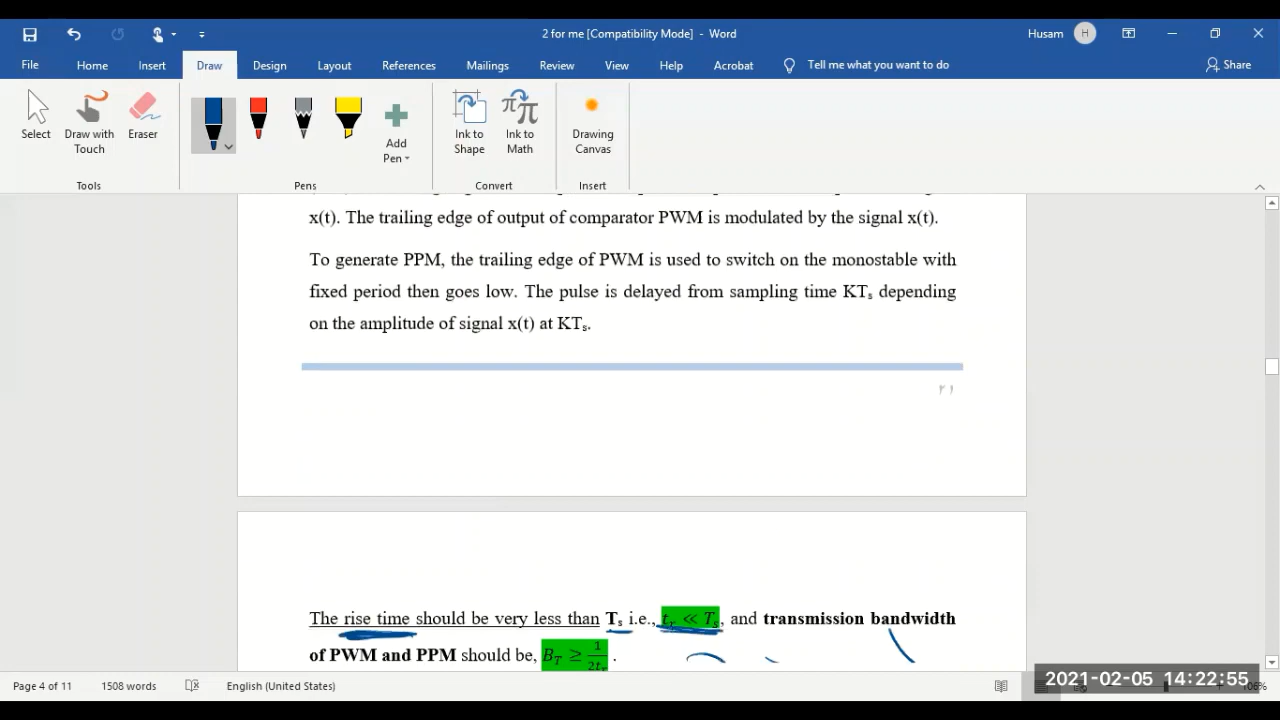 2 for me [Compatibility Mode] - Word
Husam H
File Home Insert Draw Design Layout References Mailings Review View Help Acrobat Tell me what you want to do Share
Select Draw with Touch Eraser Add Pen Ink to Shape Ink to Math Drawing Canvas
Tools Pens Convert Insert
x(t). The trailing edge of output of comparator PWM is modulated by the signal x(t).
To generate PPM, the trailing edge of PWM is used to switch on the monostable with
fixed period then goes low. The pulse is delayed from sampling time KTₛ depending
on the amplitude of signal x(t) at KTₛ.
The rise time should be very less than Tₛ i.e., tᵣ ≪ Tₛ, and transmission bandwidth
of PWM and PPM should be, B_T ≥ 1/2tᵣ .
Page 4 of 11 1508 words English (United States)
2021-02-05 14:22:55